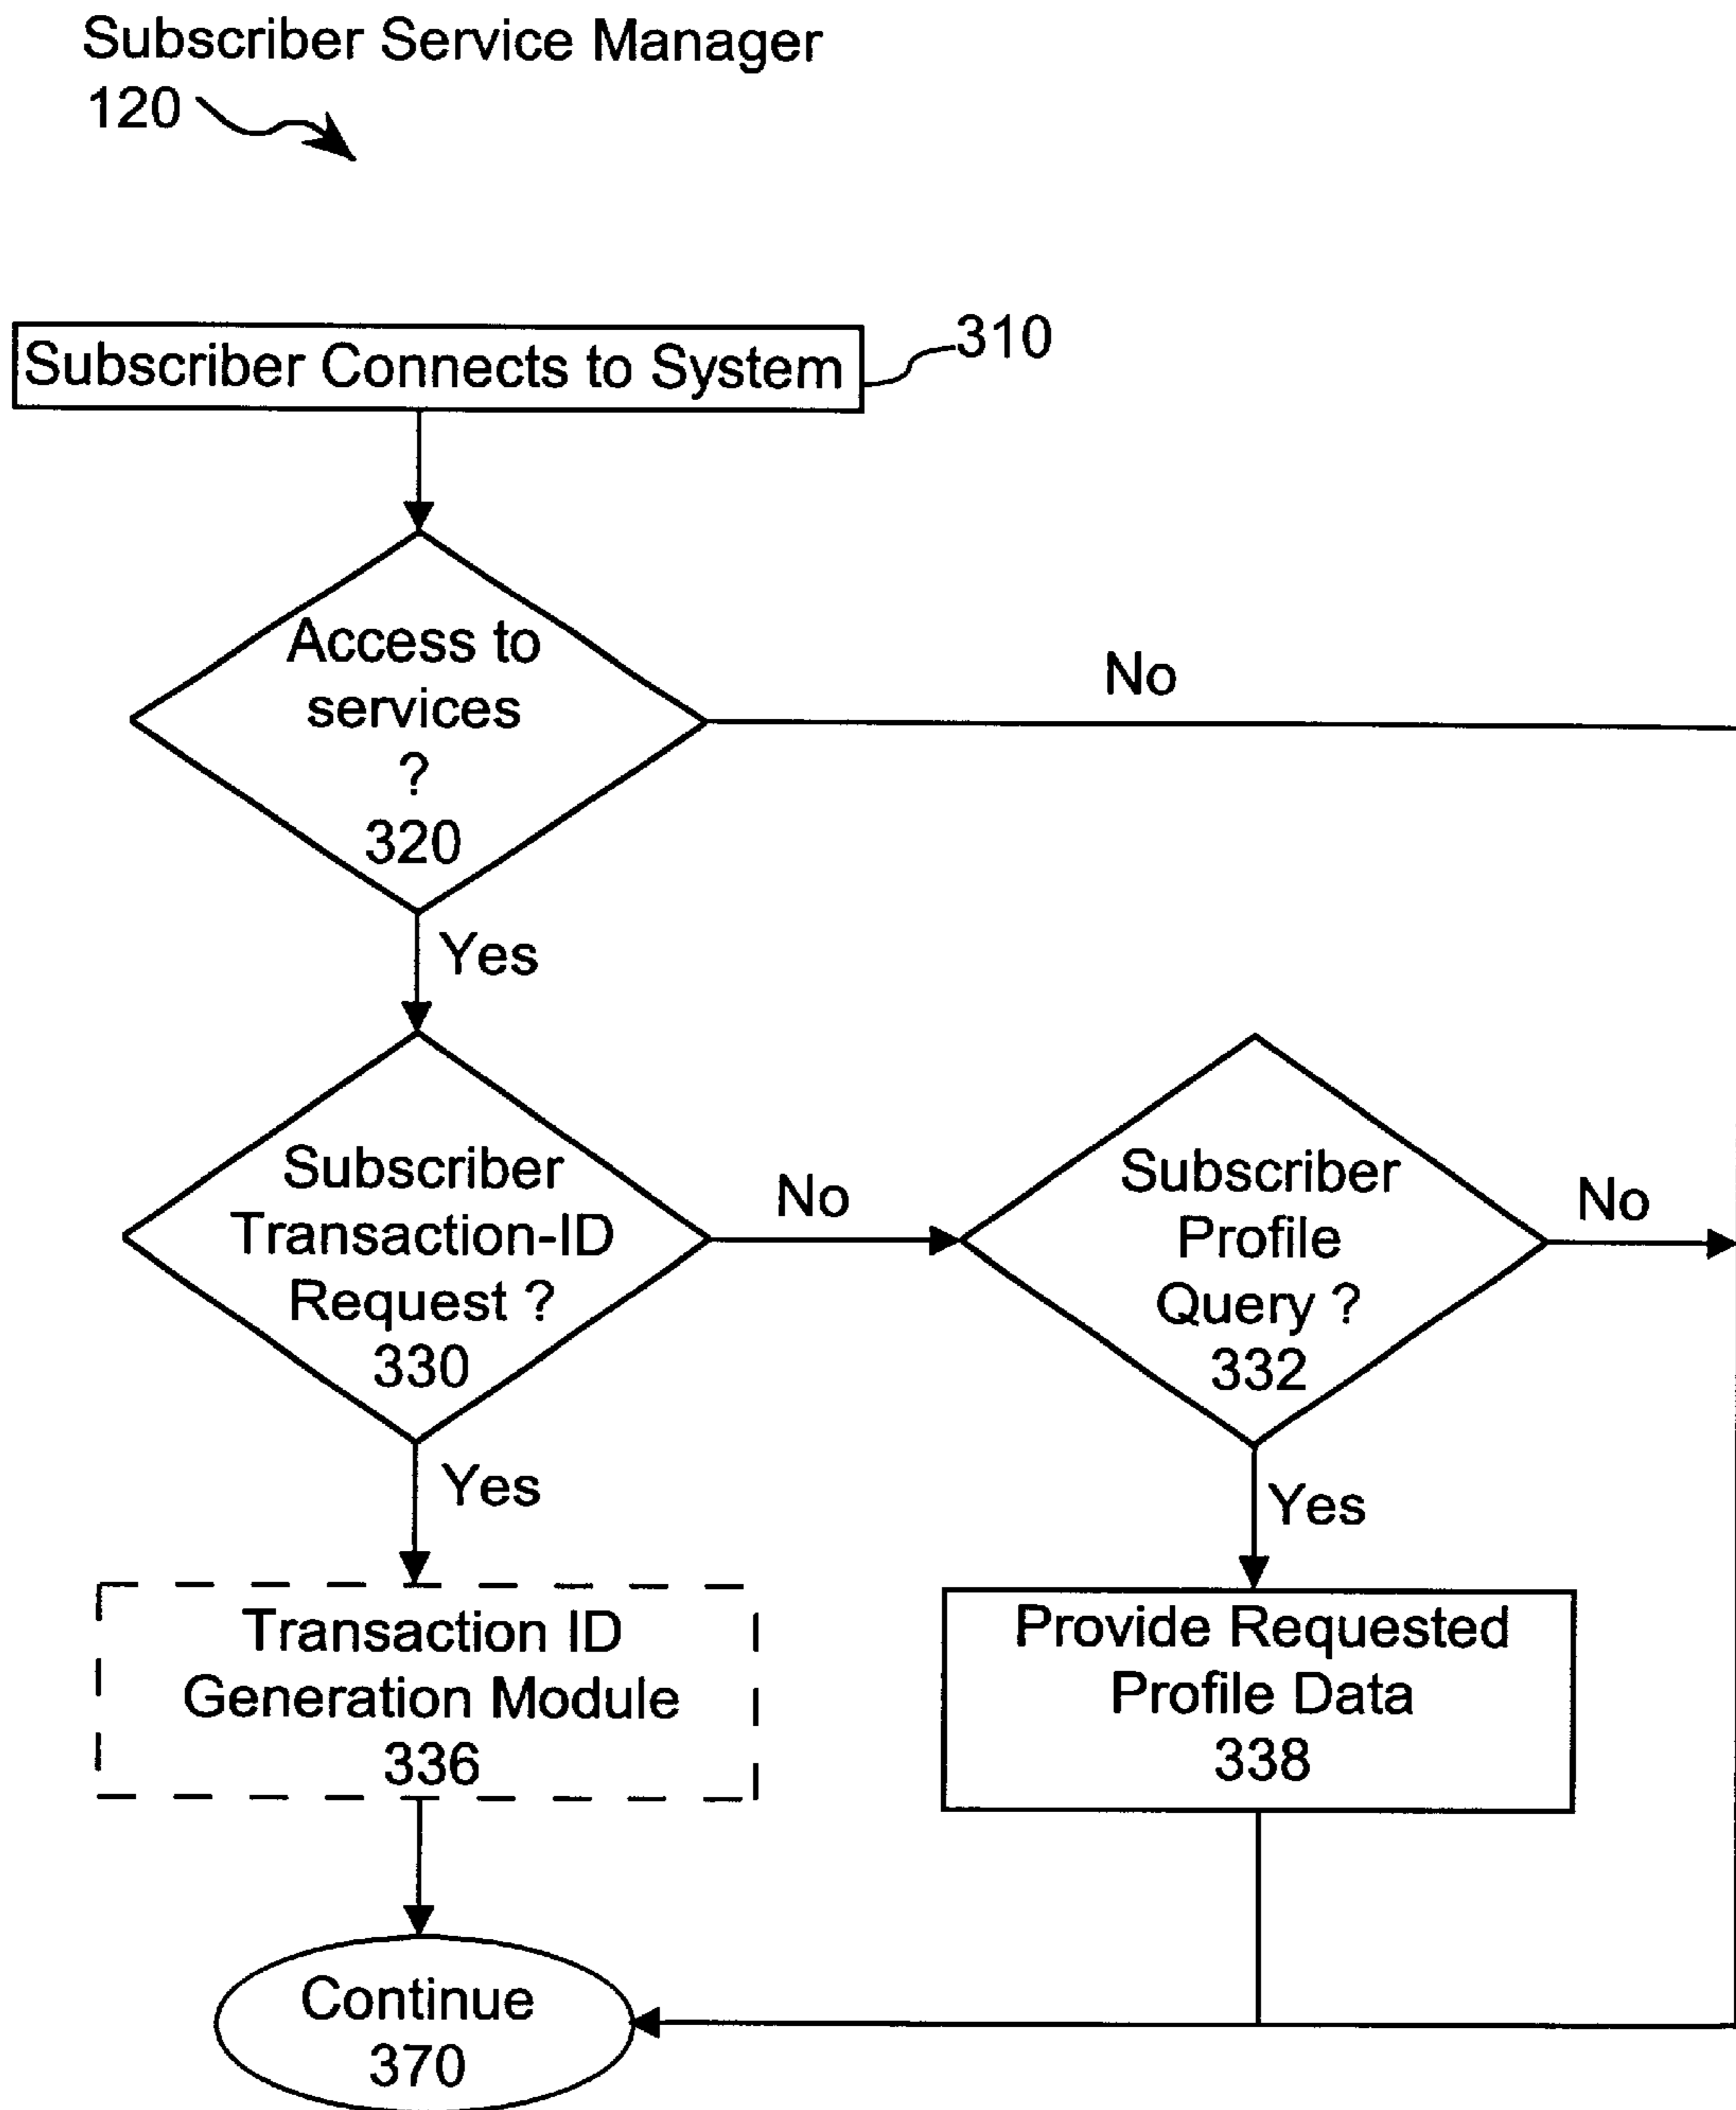 Subscriber Service Manager
120
Subscriber Connects to System
310
Access to
services
?
320
No
Yes
Subscriber
Transaction-ID
Request ?
330
No
Subscriber
Profile
Query ?
332
No
Yes
Yes
Transaction ID
Generation Module
336
Provide Requested
Profile Data
338
Continue
370